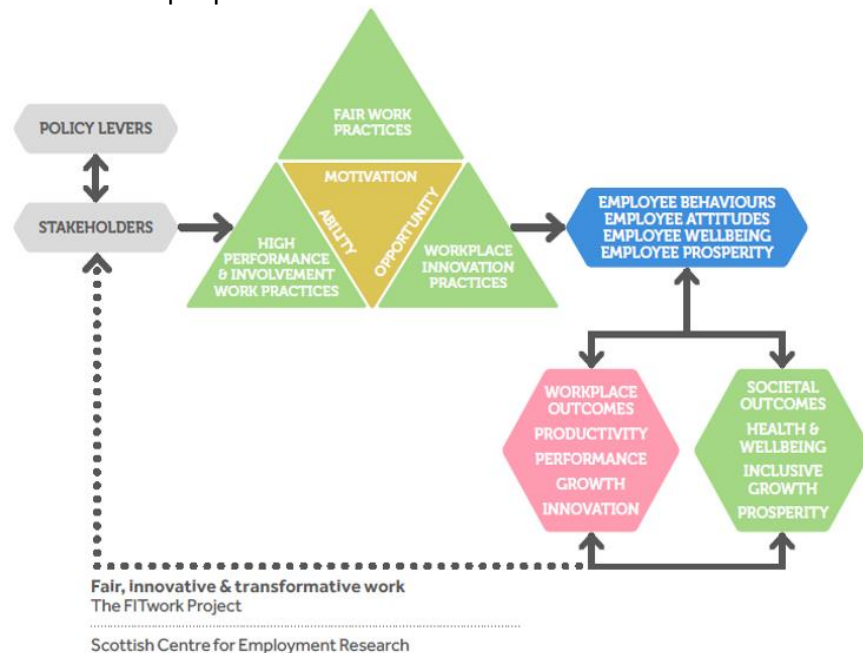 POLICY LEVERS
STAKEHOLDERS
FAIR WORK
PRACTICES
MOTIVATION
ABILITY
OPPORTUNITY
HIGH
PERFORMANCE
& INVOLVEMENT
WORK PRACTICES
WORKPLACE
INNOVATION
PRACTICES
EMPLOYEE BEHAVIOURS
EMPLOYEE ATTITUDES
EMPLOYEE WELLBEING
EMPLOYEE PROSPERITY
WORKPLACE
OUTCOMES
PRODUCTIVITY
PERFORMANCE
GROWTH
INNOVATION
SOCIETAL
OUTCOMES
HEALTH &
WELLBEING
INCLUSIVE
GROWTH
PROSPERITY
Fair, innovative & transformative work
The FITwork Project
Scottish Centre for Employment Research